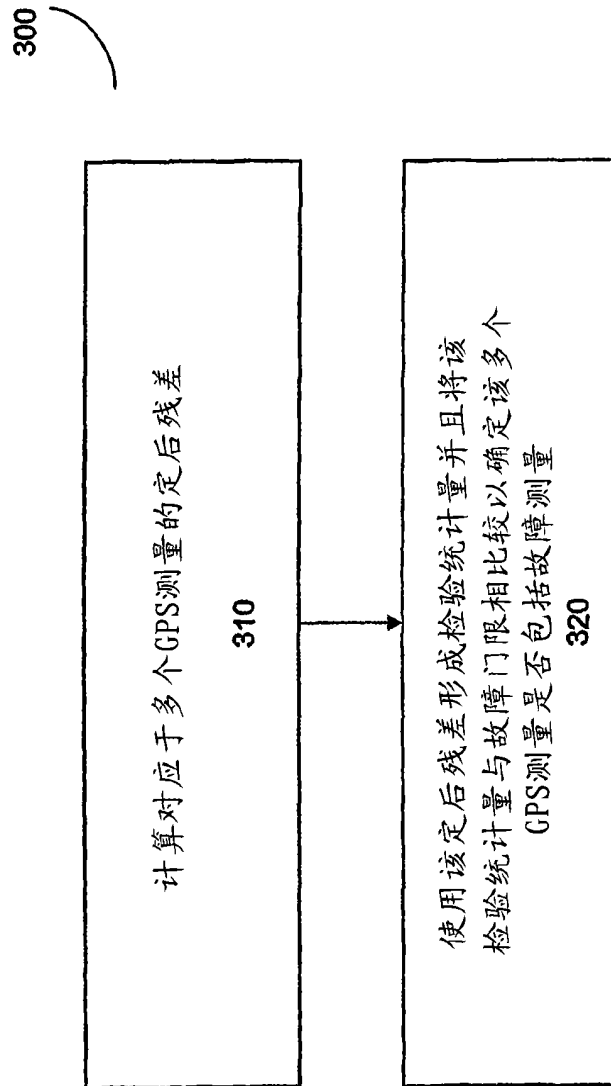 300
计算对应于多个GPS测量的定后残差
310
使用该定后残差形成检验统计量并且将该
检验统计量与故障门限相比较以确定该多个
GPS测量是否包括故障测量
320